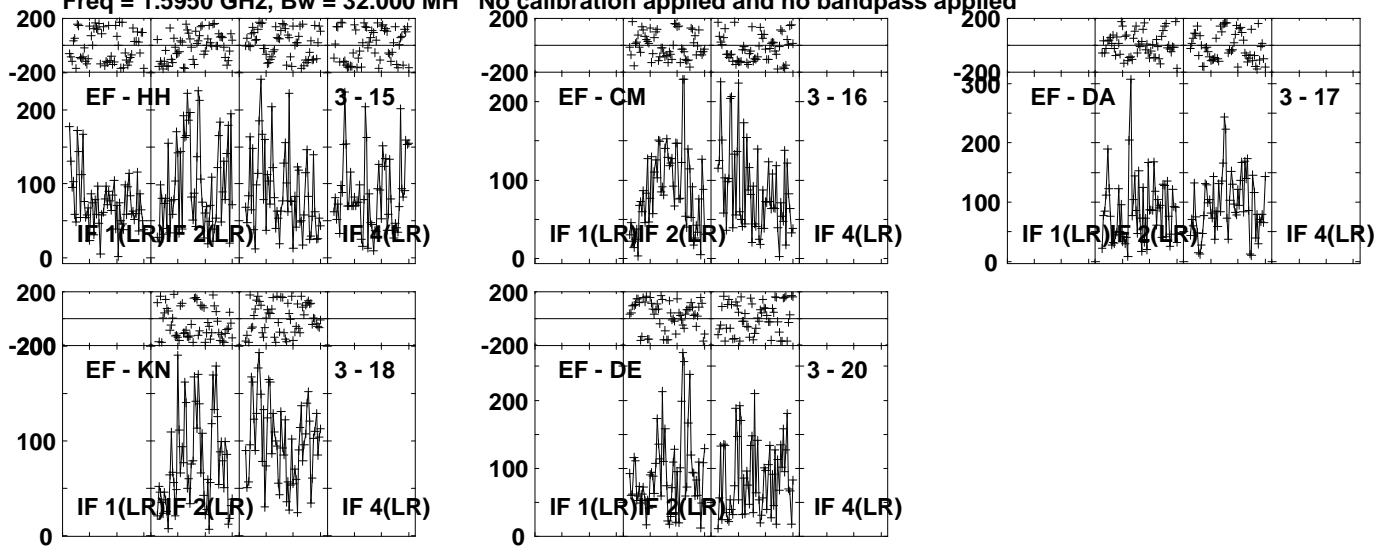 Freq = 1.5950 GHz, Bw = 32.000 MH No calibration applied and no bandpass applied
200
-200
EF - HH
3 - 15
200
100
0
IF 1(LR)
IF 2(LR)
IF 4(LR)
200
-200
EF - CM
3 - 16
200
100
0
IF 1(LR)
IF 2(LR)
IF 4(LR)
200
-200
EF - DA
3 - 17
300
200
100
0
IF 1(LR)
IF 2(LR)
IF 4(LR)
200
-200
EF - KN
3 - 18
200
100
0
IF 1(LR)
IF 2(LR)
IF 4(LR)
200
-200
EF - DE
3 - 20
200
100
0
IF 1(LR)
IF 2(LR)
IF 4(LR)